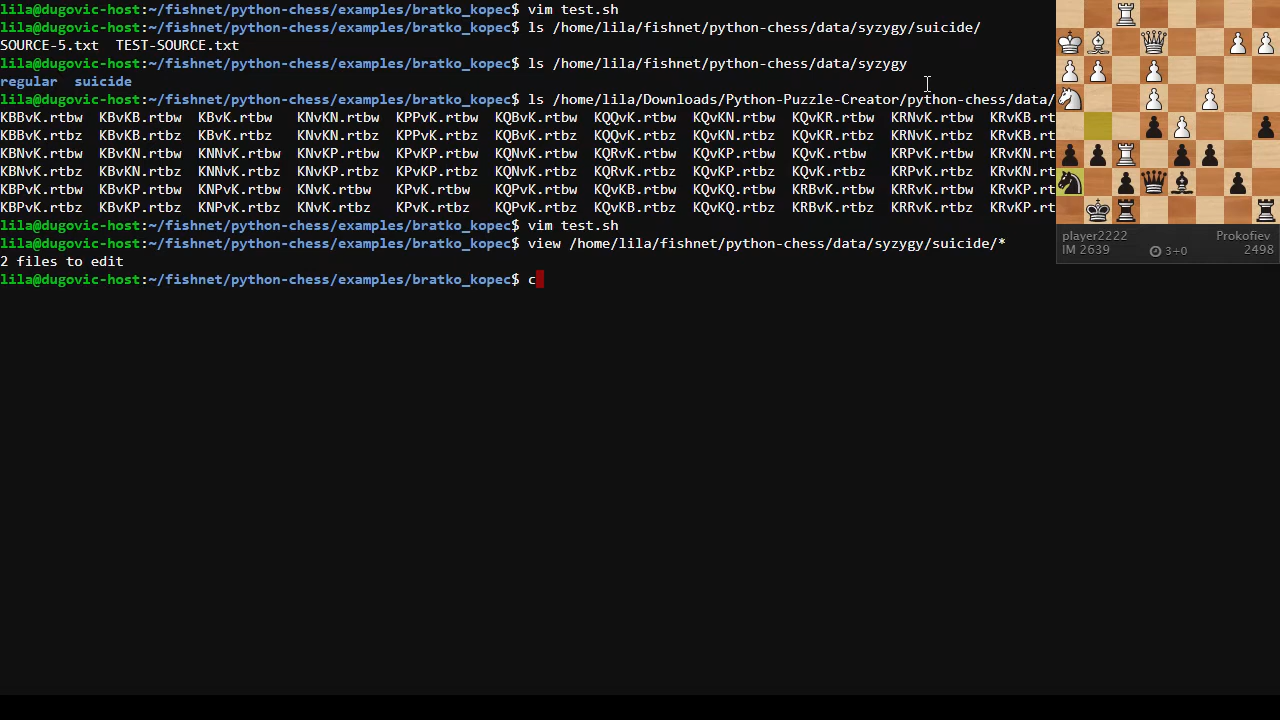 lila@dugovic-host:~/fishnet/python-chess/examples/bratko_kopec$ vim test.sh
lila@dugovic-host:~/fishnet/python-chess/examples/bratko_kopec$ ls /home/lila/fishnet/python-chess/data/syzygy/suicide/
SOURCE-5.txt  TEST-SOURCE.txt
lila@dugovic-host:~/fishnet/python-chess/examples/bratko_kopec$ ls /home/lila/fishnet/python-chess/data/syzygy
regular  suicide
lila@dugovic-host:~/fishnet/python-chess/examples/bratko_kopec$ ls /home/lila/Downloads/Python-Puzzle-Creator/python-chess/data/
KBBvK.rtbw  KBvKB.rtbw  KBvK.rtbw   KNvKN.rtbw  KPPvK.rtbw  KQBvK.rtbw  KQQvK.rtbw  KQvKN.rtbw  KQvKR.rtbw  KRNvK.rtbw  KRvKB.rt
KBBvK.rtbz  KBvKB.rtbz  KBvK.rtbz   KNvKN.rtbz  KPPvK.rtbz  KQBvK.rtbz  KQQvK.rtbz  KQvKN.rtbz  KQvKR.rtbz  KRNvK.rtbz  KRvKB.rt
KBNvK.rtbw  KBvKN.rtbw  KNNvK.rtbw  KNvKP.rtbw  KPvKP.rtbw  KQNvK.rtbw  KQRvK.rtbw  KQvKP.rtbw  KQvK.rtbw   KRPvK.rtbw  KRvKN.rt
KBNvK.rtbz  KBvKN.rtbz  KNNvK.rtbz  KNvKP.rtbz  KPvKP.rtbz  KQNvK.rtbz  KQRvK.rtbz  KQvKP.rtbz  KQvK.rtbz   KRPvK.rtbz  KRvKN.rt
KBPvK.rtbw  KBvKP.rtbw  KNPvK.rtbw  KNvK.rtbw   KPvK.rtbw   KQPvK.rtbw  KQvKB.rtbw  KQvKQ.rtbw  KRBvK.rtbw  KRRvK.rtbw  KRvKP.rt
KBPvK.rtbz  KBvKP.rtbz  KNPvK.rtbz  KNvK.rtbz   KPvK.rtbz   KQPvK.rtbz  KQvKB.rtbz  KQvKQ.rtbz  KRBvK.rtbz  KRRvK.rtbz  KRvKP.rt
lila@dugovic-host:~/fishnet/python-chess/examples/bratko_kopec$ vim test.sh
lila@dugovic-host:~/fishnet/python-chess/examples/bratko_kopec$ view /home/lila/fishnet/python-chess/data/syzygy/suicide/*
2 files to edit
lila@dugovic-host:~/fishnet/python-chess/examples/bratko_kopec$ c
player2222 Prokofiev
IM 2639 3+0 2498